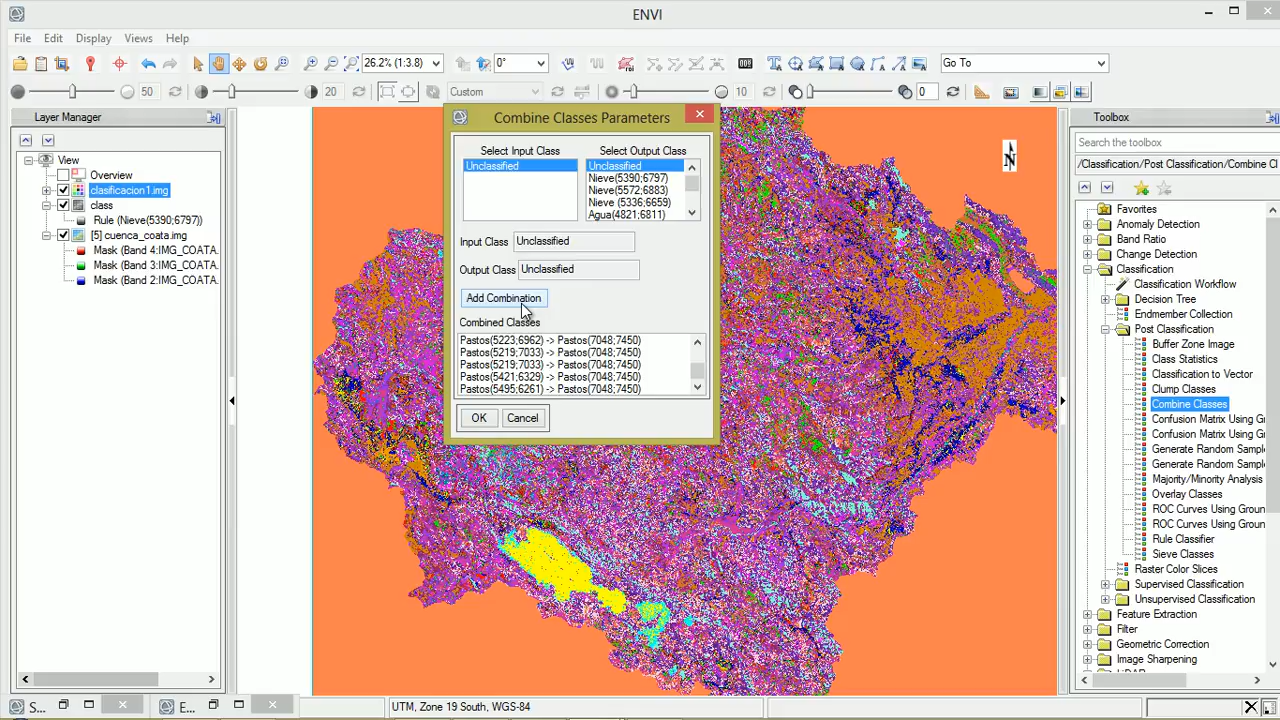 ENVI
File Edit Display Views Help
26.2% (1:3.8) 0° Go To
50 20 Custom 10 0
Layer Manager
View
Overview
clasificacion1.img
class
Rule (Nieve(5390;6797))
[5] cuenca_coata.img
Mask (Band 4:IMG_COATA.
Mask (Band 3:IMG_COATA.
Mask (Band 2:IMG_COATA.
Combine Classes Parameters
Select Input Class
Select Output Class
Unclassified
Unclassified
Nieve(5390;6797)
Nieve(5572;6883)
Nieve (5336;6659)
Agua(4821;6811)
Input Class Unclassified
Output Class Unclassified
Add Combination
Combined Classes
Pastos(5223;6962) -> Pastos(7048;7450)
Pastos(5219;7033) -> Pastos(7048;7450)
Pastos(5219;7033) -> Pastos(7048;7450)
Pastos(5421;6329) -> Pastos(7048;7450)
Pastos(5495;6261) -> Pastos(7048;7450)
OK Cancel
N
Toolbox
Search the toolbox
/Classification/Post Classification/Combine Cl
Favorites
Anomaly Detection
Band Ratio
Change Detection
Classification
Classification Workflow
Decision Tree
Endmember Collection
Post Classification
Buffer Zone Image
Class Statistics
Classification to Vector
Clump Classes
Combine Classes
Confusion Matrix Using Gr
Confusion Matrix Using Gr
Generate Random Sample
Generate Random Sample
Majority/Minority Analysis
Overlay Classes
ROC Curves Using Groun
ROC Curves Using Groun
Rule Classifier
Sieve Classes
Raster Color Slices
Supervised Classification
Unsupervised Classification
Feature Extraction
Filter
Geometric Correction
Image Sharpening
S... E...
UTM, Zone 19 South, WGS-84